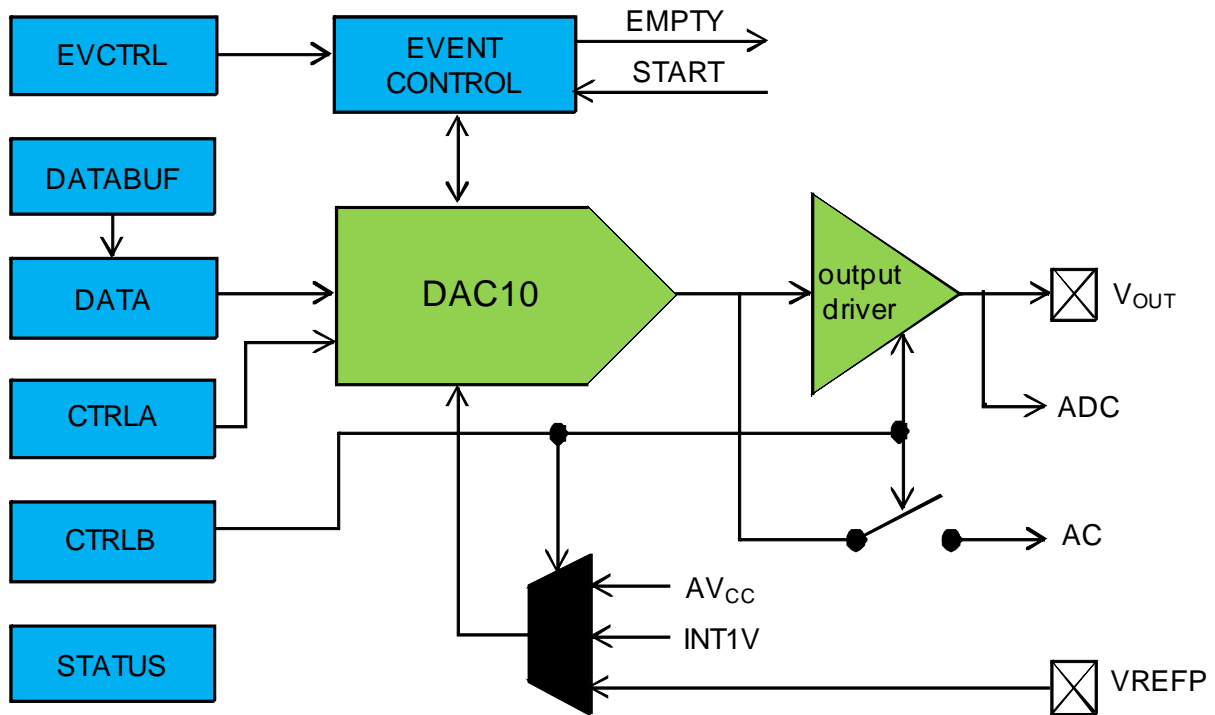 EVCTRL
EVENT
CONTROL
EMPTY
START
DATABUF
DATA
DAC10
output
driver
VOUT
CTRLA
ADC
CTRLB
AC
AVCC
INT1V
STATUS
VREFP